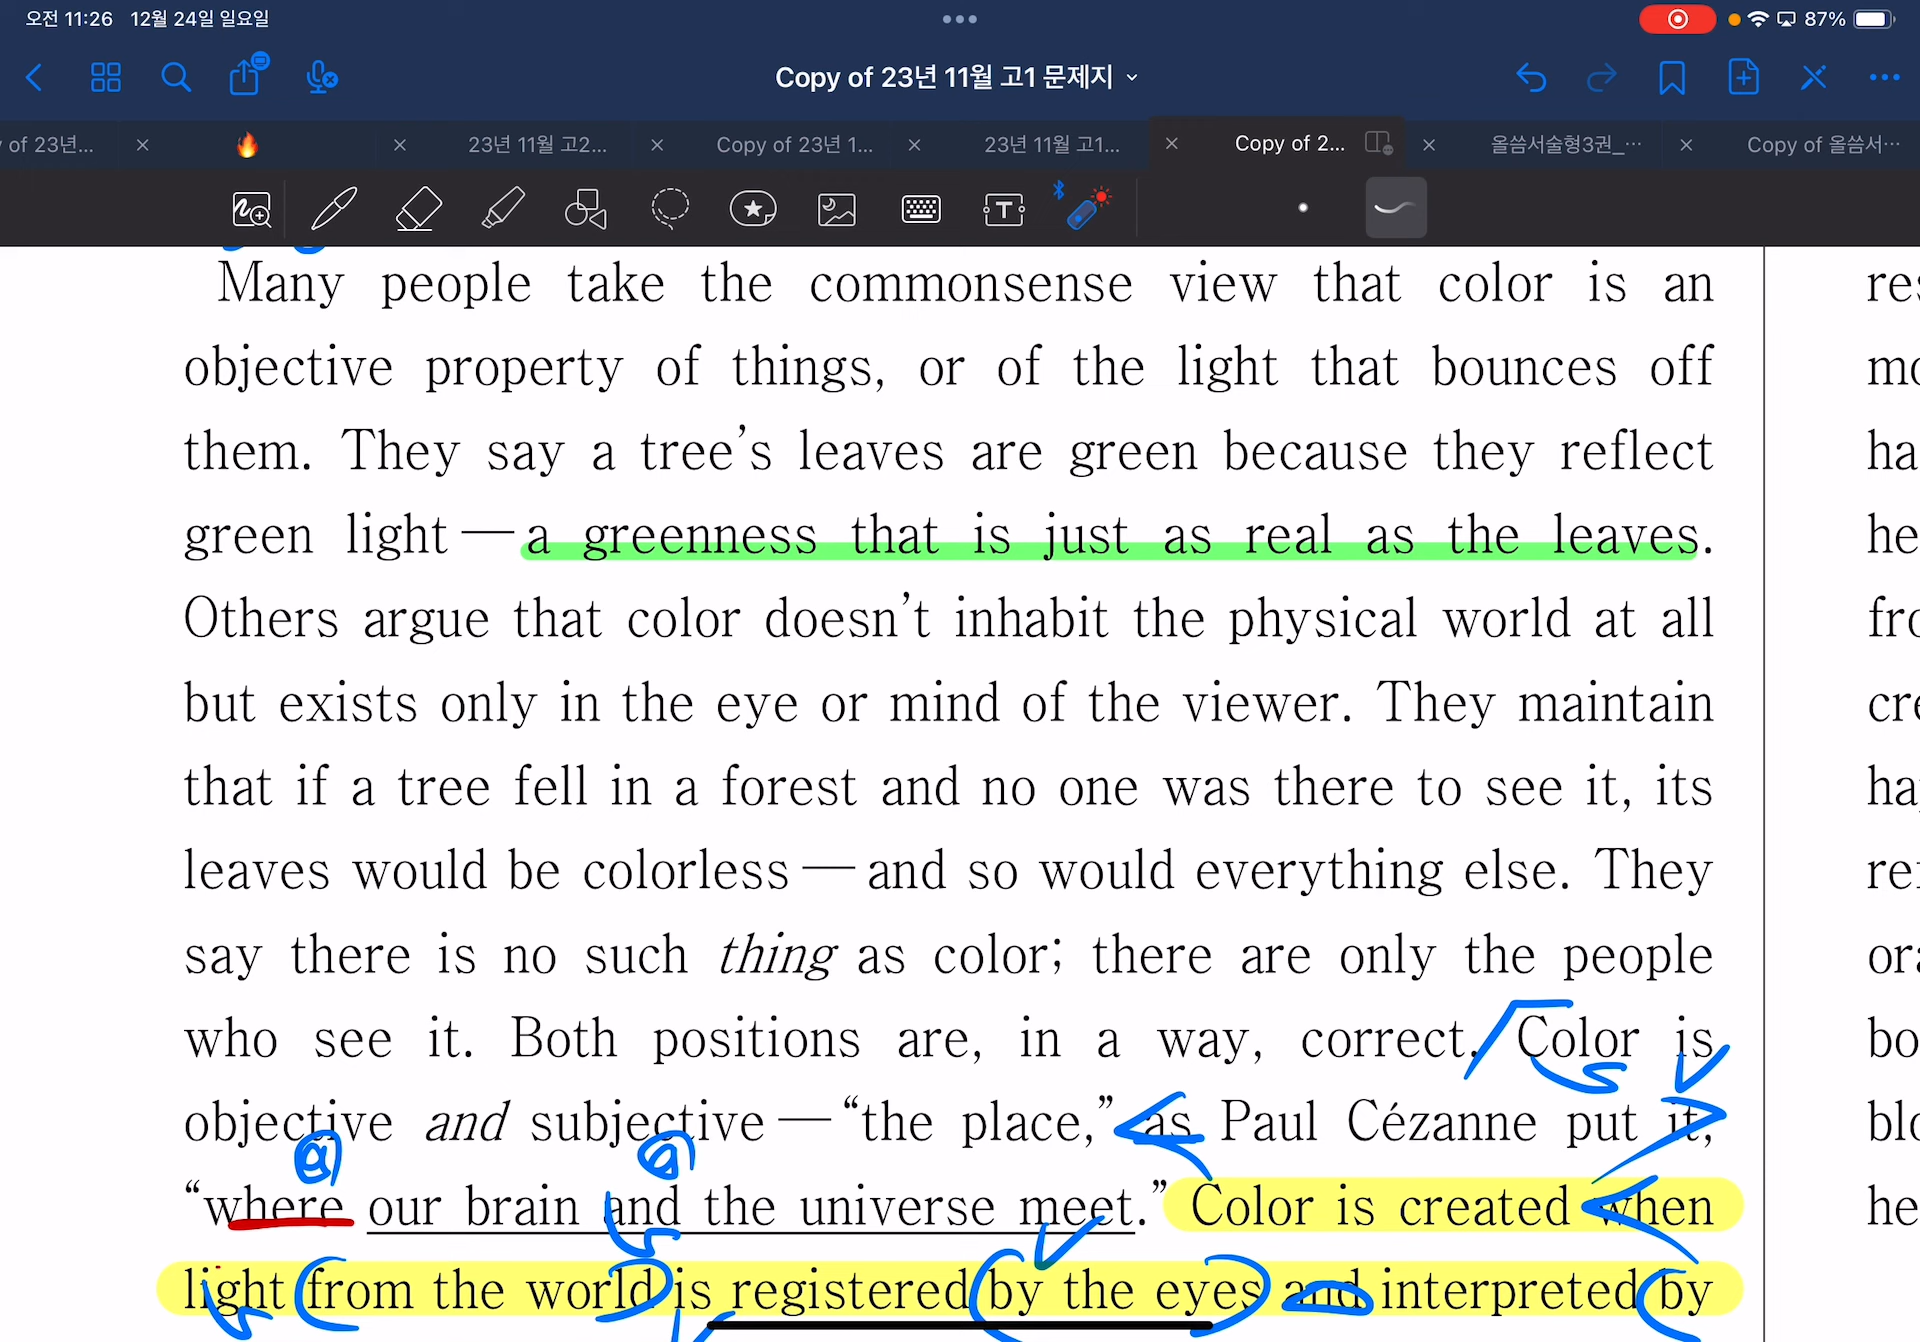 오전 11:26 12월 24일 일요일
87%
Copy of 23년 11월 고1 문제지
of 23년...
23년 11월 고2...
Copy of 23년 1...
23년 11월 고1...
Copy of 2...
올씀서술형3권_...
Copy of 올씀서...
Many people take the commonsense view that color is an
objective property of things, or of the light that bounces off
them. They say a tree’s leaves are green because they reflect
green light—a greenness that is just as real as the leaves.
Others argue that color doesn’t inhabit the physical world at all
but exists only in the eye or mind of the viewer. They maintain
that if a tree fell in a forest and no one was there to see it, its
leaves would be colorless—and so would everything else. They
say there is no such thing as color; there are only the people
who see it. Both positions are, in a way, correct. Color is
objective and subjective—“the place,” as Paul Cézanne put it,
“where our brain and the universe meet.” Color is created when
light from the world is registered by the eyes and interpreted by